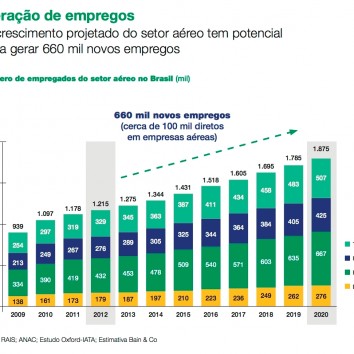 eração de empregos
crescimento projetado do setor aéreo tem potencial
a gerar 660 mil novos empregos
ero de empregados do setor aéreo no Brasil (mil)
660 mil novos empregos
(cerca de 100 mil diretos
em empresas aéreas)
939 1.097 1.178 1.215 1.275 1.344 1.431 1.518 1.605 1.695 1.785 1.875
254 297 319 329 345 363 387 411 434 458 483 507
213 249 267 276 289 305 325 344 364 384 405 425
334 390 419 432 453 478 509 540 571 603 635 667
138 161 173 179 187 197 210 223 236 249 262 276
2009 2010 2011 2012 2013 2014 2015 2016 2017 2018 2019 2020
RAIS; ANAC; Estudo Oxford-IATA; Estimativa Bain & Co